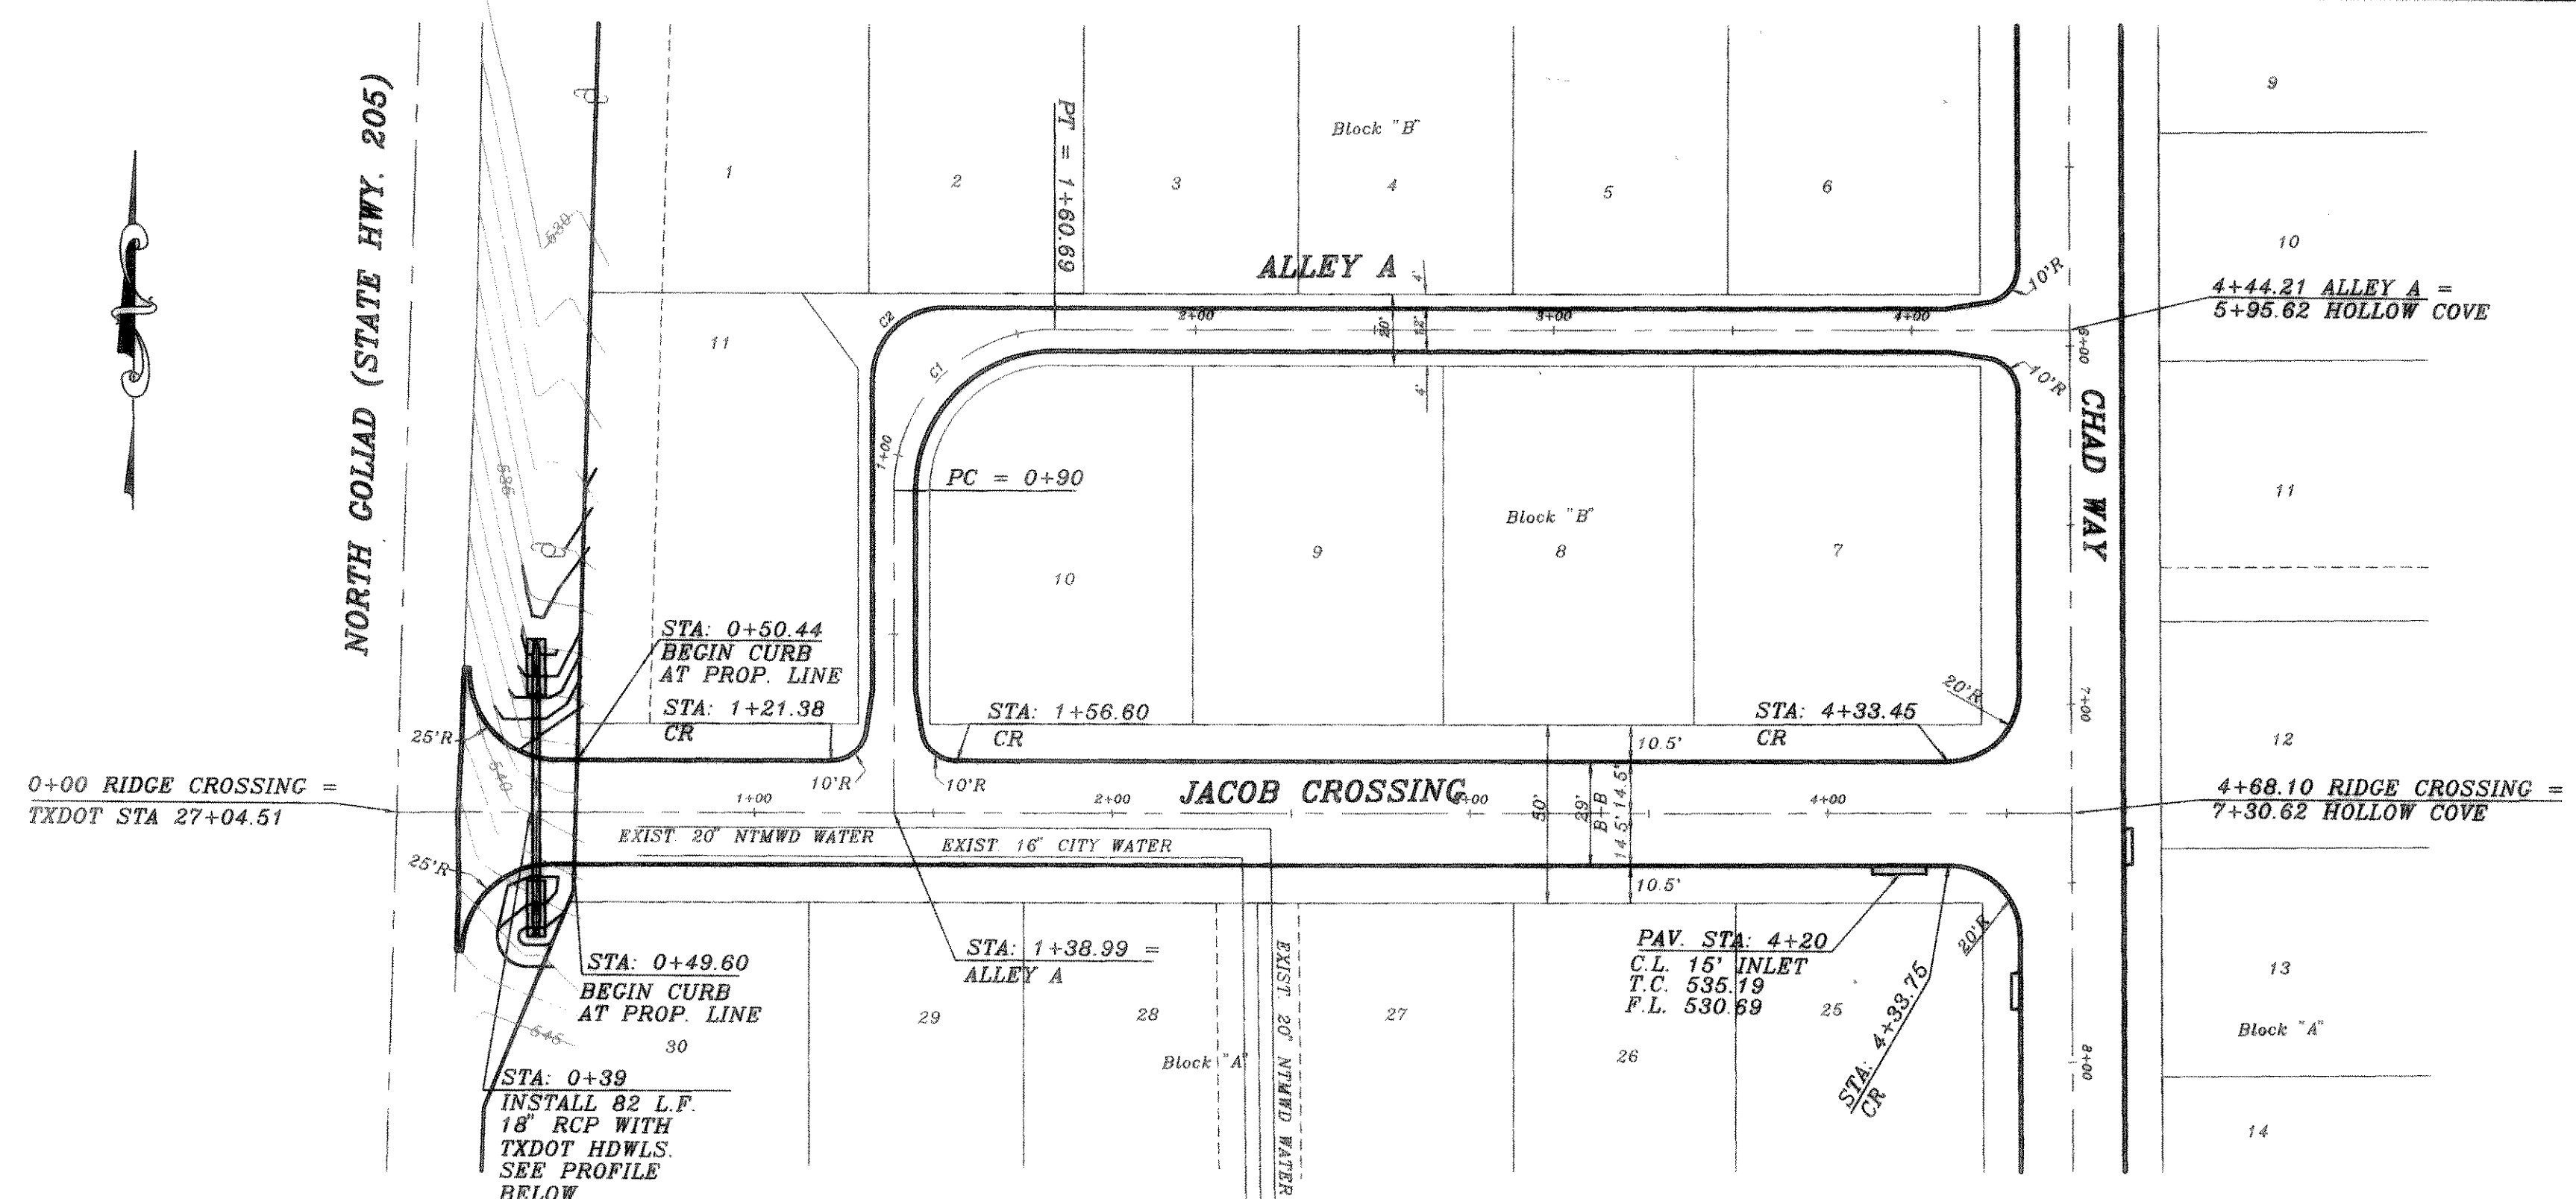 NORTH GOLIAD (STATE HWY. 205)
630
1
2
3
Block "B"
4
5
6
9
10
PT = 1+60.69
ALLEY A
4'
10'R
4+44.21 ALLEY A =
5+95.62 HOLLOW COVE
11
C2
C1
2+00
20'
12'
3+00
4+00
6+00
4'
10'R
CHAD WAY
1+00
PC = 0+90
10
9
Block "B"
8
7
11
STA: 0+50.44
BEGIN CURB
AT PROP. LINE
STA: 1+21.38
CR
STA: 1+56.60
CR
STA: 4+33.45
CR
20'R
7+00
12
25'R
640
10'R
10'R
10.5'
0+00 RIDGE CROSSING =
TXDOT STA 27+04.51
1+00
2+00
JACOB CROSSING
4+00
50'
29'
B-B
14.5'
14.5'
4+68.10 RIDGE CROSSING =
7+30.62 HOLLOW COVE
EXIST 20" NTMWD WATER
EXIST. 16" CITY WATER
25'R
10.5'
STA: 0+49.60
BEGIN CURB
AT PROP. LINE
645
30
29
STA: 1+38.99 =
ALLEY A
28
Block "A"
EXIST. 20" NTMWD WATER
27
26
PAV. STA: 4+20
C.L. 15' INLET
T.C. 535.19
F.L. 530.69
25
STA: 4+33.75
CR
20'R
8+00
13
Block "A"
14
STA: 0+39
INSTALL 82 L.F.
18" RCP WITH
TXDOT HDWLS.
SEE PROFILE
BELOW